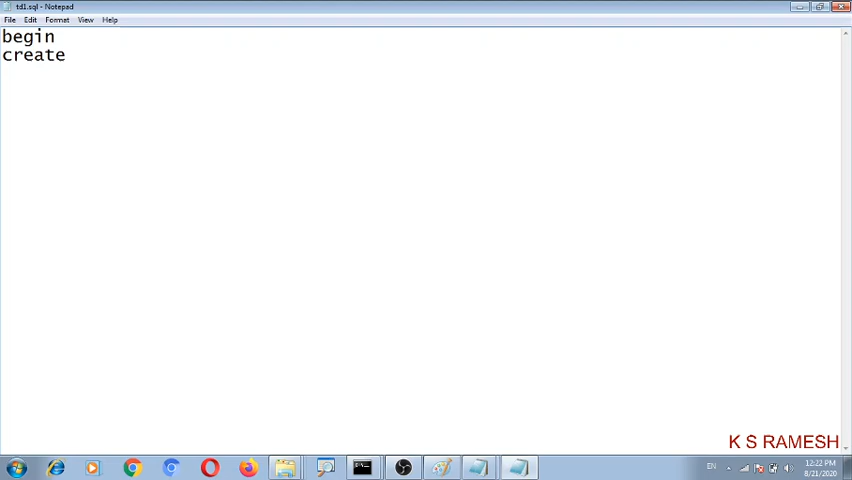 td1.sql - Notepad
File Edit Format View Help
begin
create
K S RAMESH
EN
12:22 PM
8/21/2020